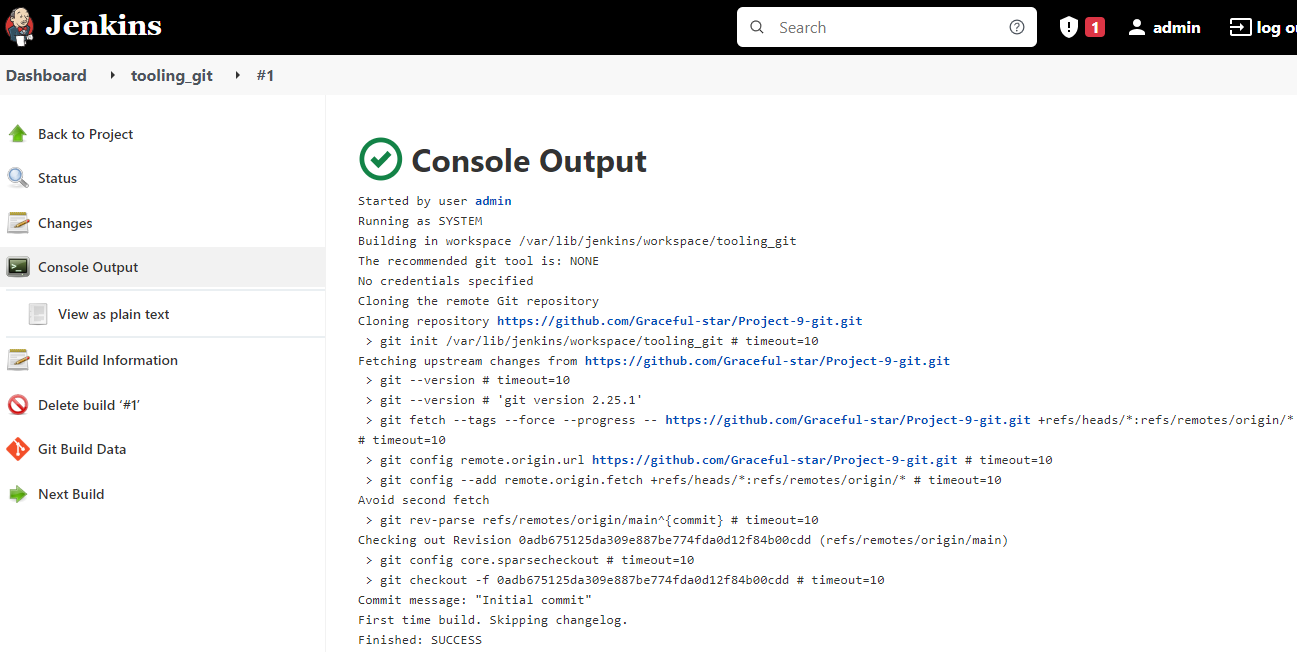 Jenkins
Search
1
admin
log o
Dashboard
tooling_git
#1
Back to Project
Status
Changes
Console Output
View as plain text
Edit Build Information
Delete build ‘#1’
Git Build Data
Next Build
Console Output
Started by user admin
Running as SYSTEM
Building in workspace /var/lib/jenkins/workspace/tooling_git
The recommended git tool is: NONE
No credentials specified
Cloning the remote Git repository
Cloning repository https://github.com/Graceful-star/Project-9-git.git
> git init /var/lib/jenkins/workspace/tooling_git # timeout=10
Fetching upstream changes from https://github.com/Graceful-star/Project-9-git.git
> git --version # timeout=10
> git --version # 'git version 2.25.1'
> git fetch --tags --force --progress -- https://github.com/Graceful-star/Project-9-git.git +refs/heads/*:refs/remotes/origin/*
# timeout=10
> git config remote.origin.url https://github.com/Graceful-star/Project-9-git.git # timeout=10
> git config --add remote.origin.fetch +refs/heads/*:refs/remotes/origin/* # timeout=10
Avoid second fetch
> git rev-parse refs/remotes/origin/main^{commit} # timeout=10
Checking out Revision 0adb675125da309e887be774fda0d12f84b00cdd (refs/remotes/origin/main)
> git config core.sparsecheckout # timeout=10
> git checkout -f 0adb675125da309e887be774fda0d12f84b00cdd # timeout=10
Commit message: "Initial commit"
First time build. Skipping changelog.
Finished: SUCCESS